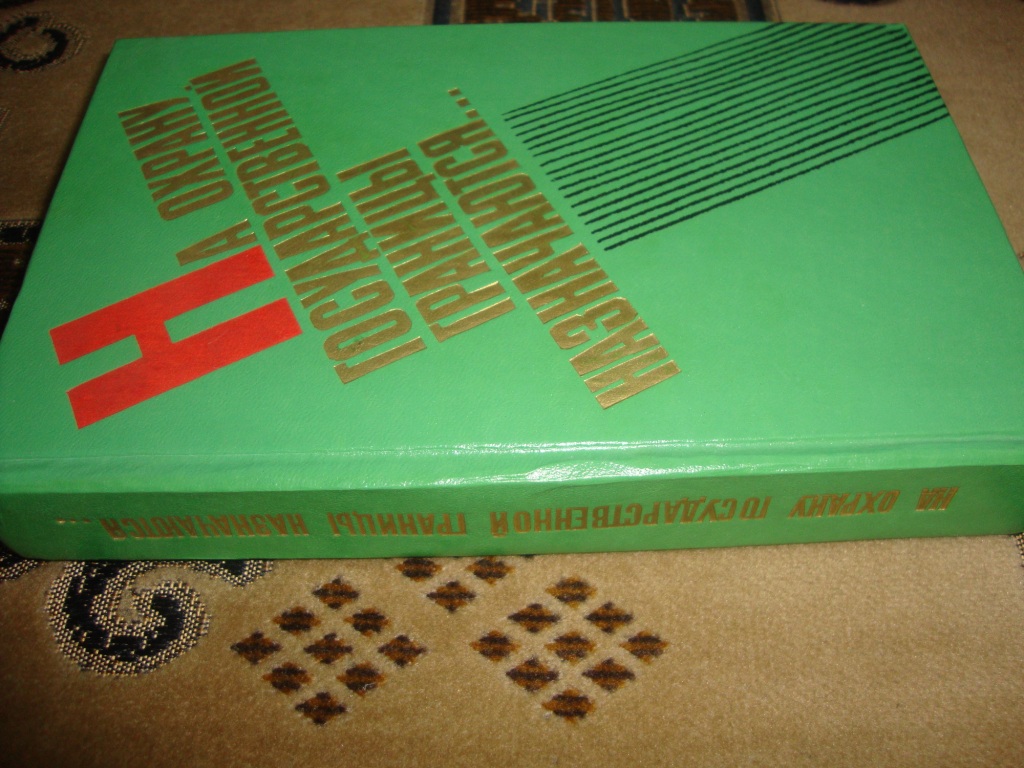 НА ОХРАНУ
ГОСУДАРСТВЕННОЙ
ГРАНИЦЫ
НАЗНАЧАЮТСЯ...
НА ОХРАНУ ГОСУДАРСТВЕННОЙ ГРАНИЦЫ НАЗНАЧАЮТСЯ...